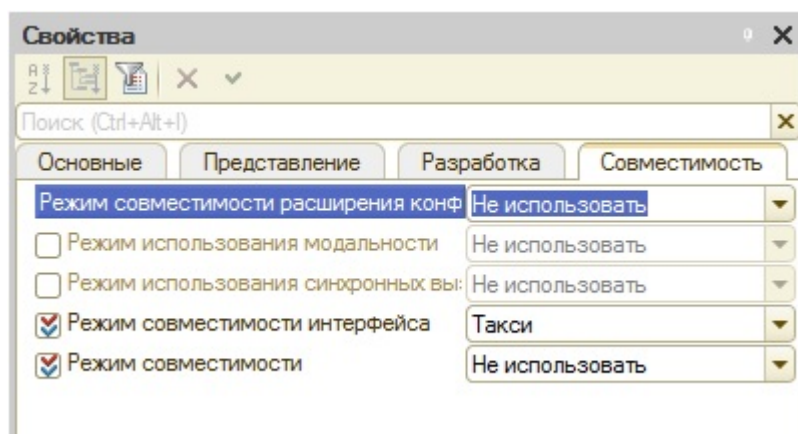 Свойства
Поиск (Ctrl+Alt+I)
Основные Представление Разработка Совместимость
Режим совместимости расширения конф Не использовать
Режим использования модальности Не использовать
Режим использования синхронных вы: Не использовать
Режим совместимости интерфейса Такси
Режим совместимости Не использовать